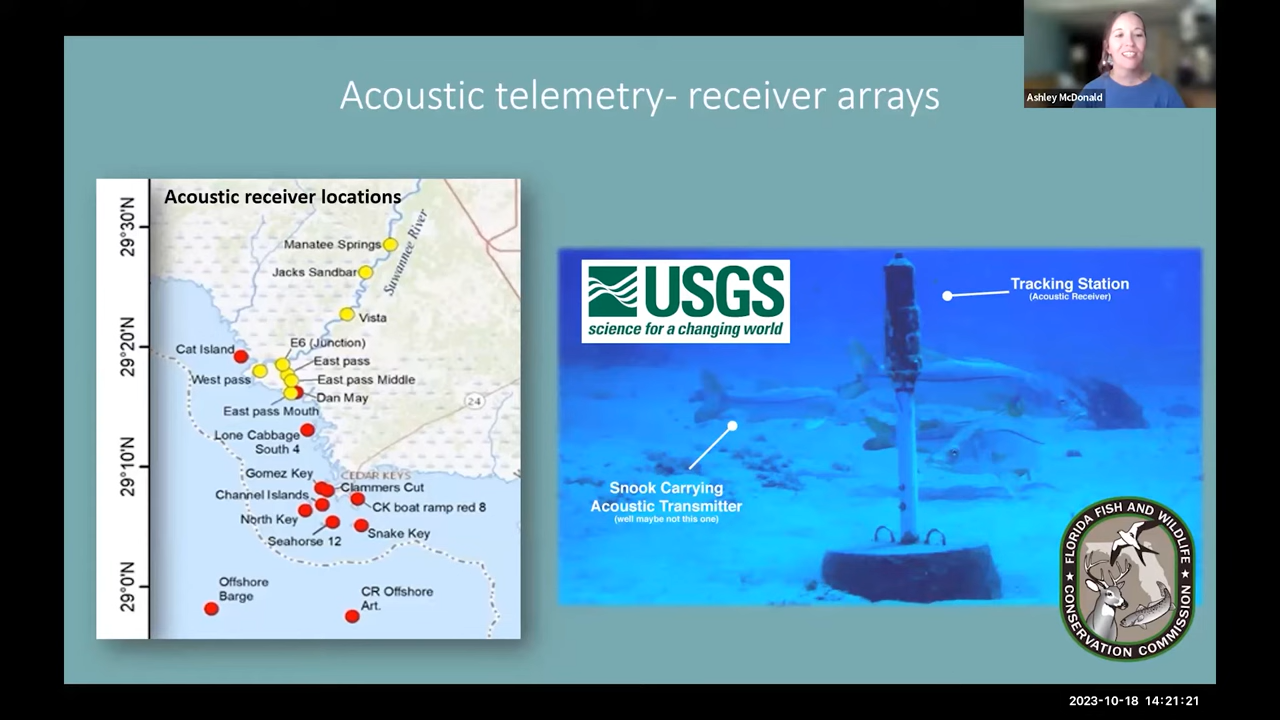 Ashley McDonald
Acoustic telemetry- receiver arrays
Acoustic receiver locations
29°30'N
29°20'N
29°10'N
29°0'N
Manatee Springs
Suwannee River
Jacks Sandbar
Vista
E6 (Junction)
Cat Island
East pass
West pass
East pass Middle
Dan May
24
East pass Mouth
Lone Cabbage
South 4
CEDAR KEYS
Gomez Key
Clammers Cut
Channel Islands
CK boat ramp red 8
North Key
Snake Key
Seahorse 12
Offshore
Barge
CR Offshore
Art.
USGS
science for a changing world
Tracking Station
(Acoustic Receiver)
Snook Carrying
Acoustic Transmitter
(well maybe not this one)
FLORIDA FISH AND WILDLIFE
CONSERVATION COMMISSION
2023-10-18 14:21:21